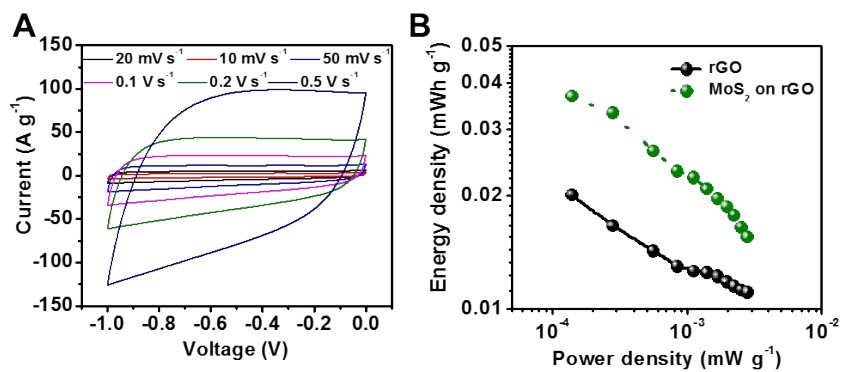 A
20 mV s⁻¹ 10 mV s⁻¹ 50 mV s⁻¹
0.1 V s⁻¹ 0.2 V s⁻¹ 0.5 V s⁻¹
150
100
50
0
-50
-100
-150
Current (A g⁻¹)
-1.0 -0.8 -0.6 -0.4 -0.2 0.0
Voltage (V)
B
rGO
MoS₂ on rGO
0.05
0.04
0.03
0.02
0.01
Energy density (mWh g⁻¹)
10⁻⁴ 10⁻³ 10⁻²
Power density (mW g⁻¹)